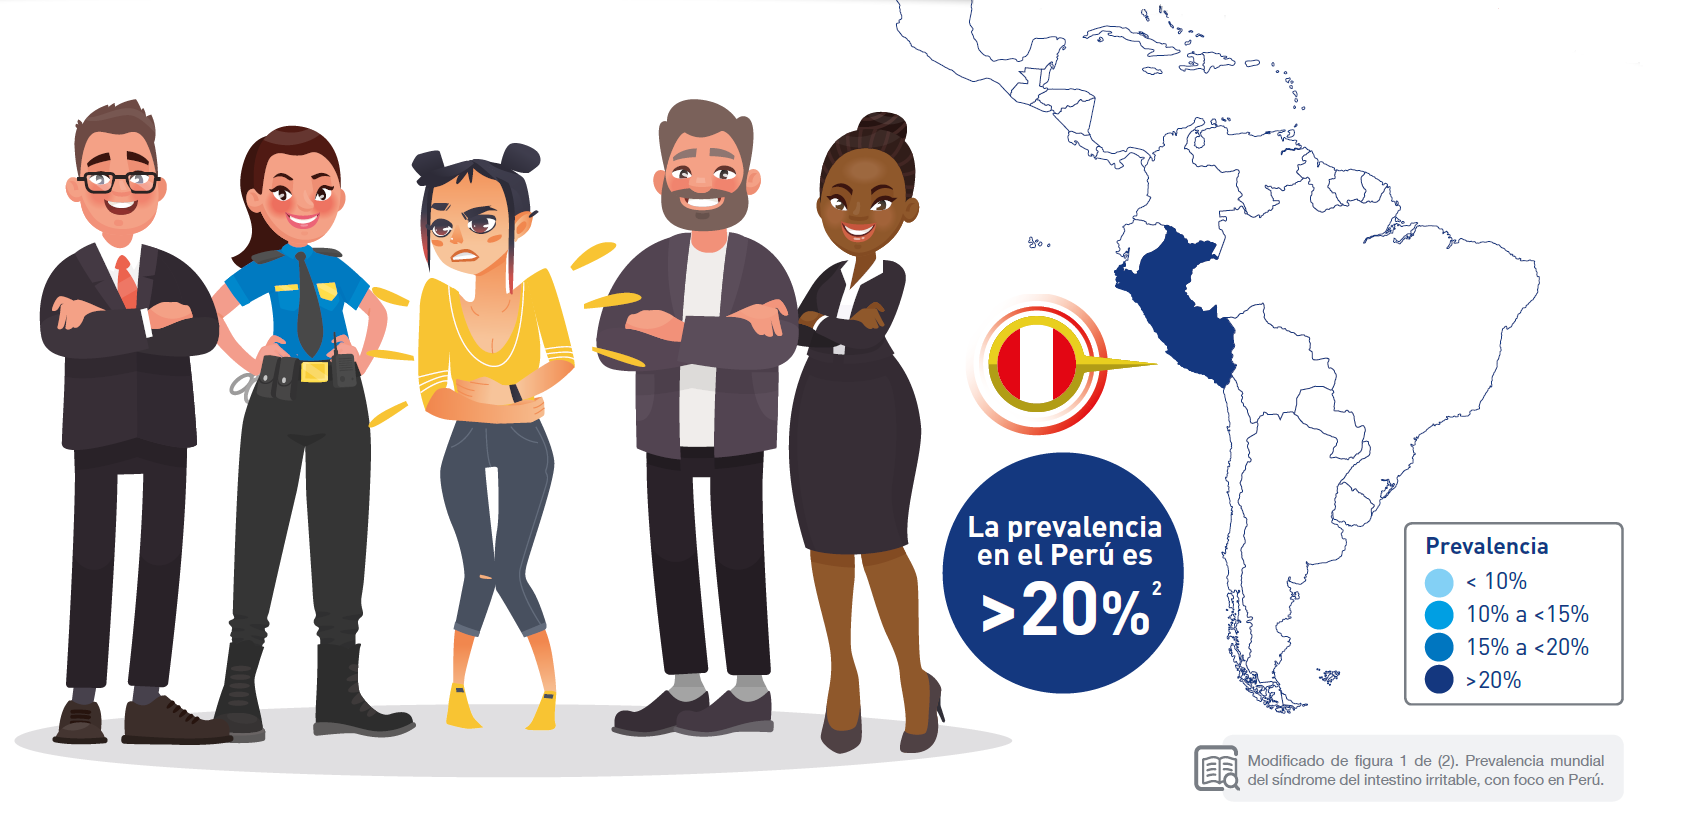 La prevalencia
en el Perú es
>20%²
Prevalencia
< 10%
10% a <15%
15% a <20%
>20%
Modificado de figura 1 de (2). Prevalencia mundial
del síndrome del intestino irritable, con foco en Perú.